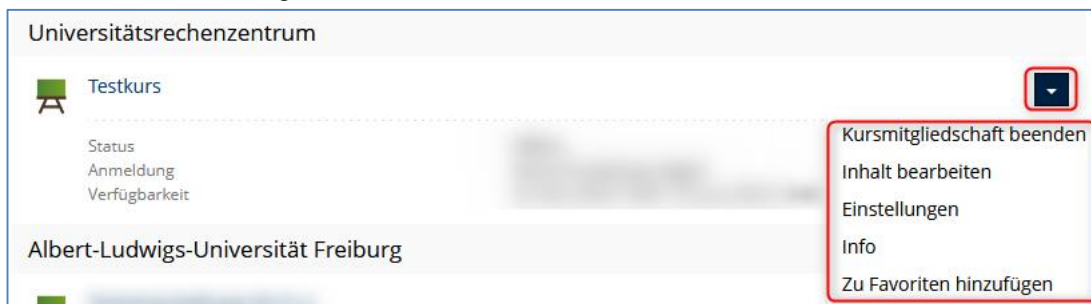 Universitätsrechenzentrum
Testkurs
Kursmitgliedschaft beenden
Status
Inhalt bearbeiten
Anmeldung
Verfügbarkeit
Einstellungen
Info
Albert-Ludwigs-Universität Freiburg
Zu Favoriten hinzufügen